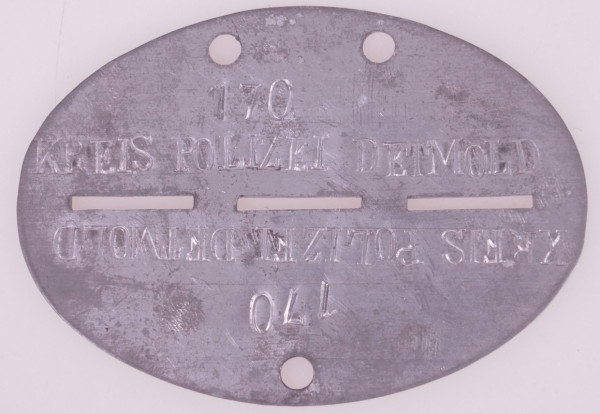 170
KREIS POLIZEI DETMOLD
KREIS POLIZEI DETMOLD
170